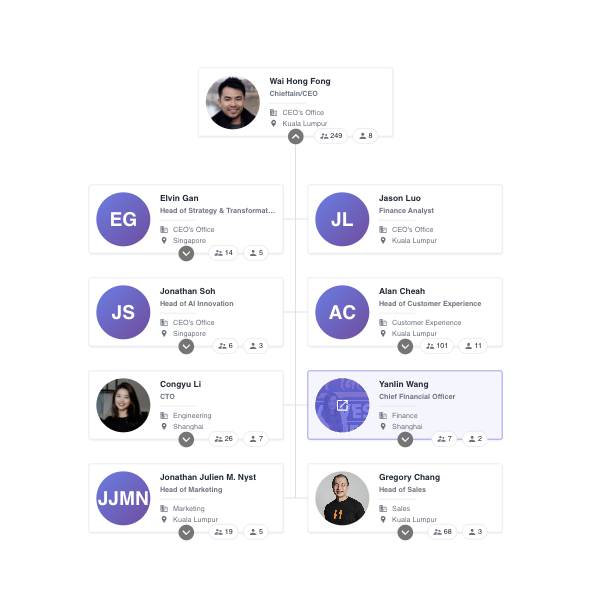 Wai Hong Fong
Chieftain/CEO
CEO's Office
Kuala Lumpur
249 8
EG
Elvin Gan
Head of Strategy & Transformat...
CEO's Office
Singapore
14 5
JL
Jason Luo
Finance Analyst
CEO's Office
Kuala Lumpur
JS
Jonathan Soh
Head of AI Innovation
CEO's Office
Singapore
6 3
AC
Alan Cheah
Head of Customer Experience
Customer Experience
Kuala Lumpur
101 11
Congyu Li
CTO
Engineering
Shanghai
26 7
Yanlin Wang
Chief Financial Officer
Finance
Shanghai
7 2
JJMN
Jonathan Julien M. Nyst
Head of Marketing
Marketing
Kuala Lumpur
19 5
Gregory Chang
Head of Sales
Sales
Kuala Lumpur
68 3